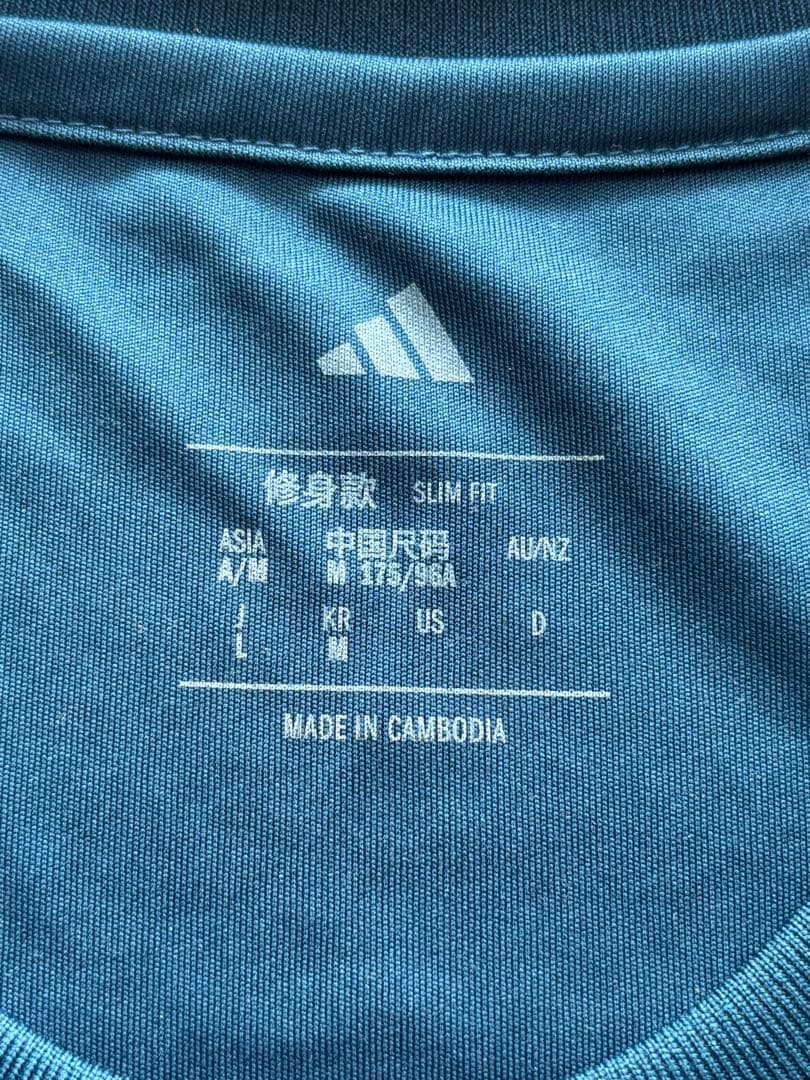 修身款 SLIM FIT
ASIA 中国尺码 AU/NZ
A/M M 175/96A
J KR US D
L M
MADE IN CAMBODIA